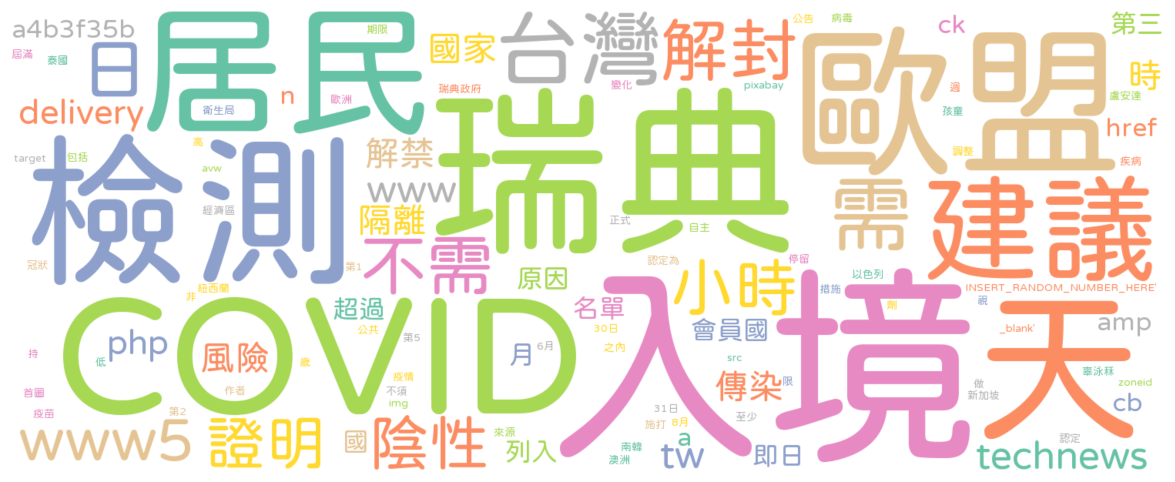 a4b3f35b
屆滿
泰國
日
居民
衛生局
delivery
n
歐洲
期限
國家
台灣
瑞典政府
變化
解封
pixabay
公告
病毒
歐盟
ck
週
孩童
第三
時
盧安達
href
調整
疾病
target
包括
檢測
高
avw
經濟區
解禁
www
隔離
不需
瑞典
正式
自主
需
建議
冠狀
第1
紐西蘭
非
原因
認定為
小時
停留
以色列
措施
INSERT_RANDOM_NUMBER_HERE'
劑
親
COVID
超過
公共
第5
名單
30日
之內
會員國
入境
天
_blank'
amp
持
低
php
風險
作者
歲
疫情
不須
img
月
6月
src
傳染
限
做
新加坡
辜泳秝
zoneid
cb
首圖
疫苗
第2
www5
證明
國
陰性
來源
列入
31日
施打
8月
至少
南韓
澳洲
a
tw
即日
認定
technews